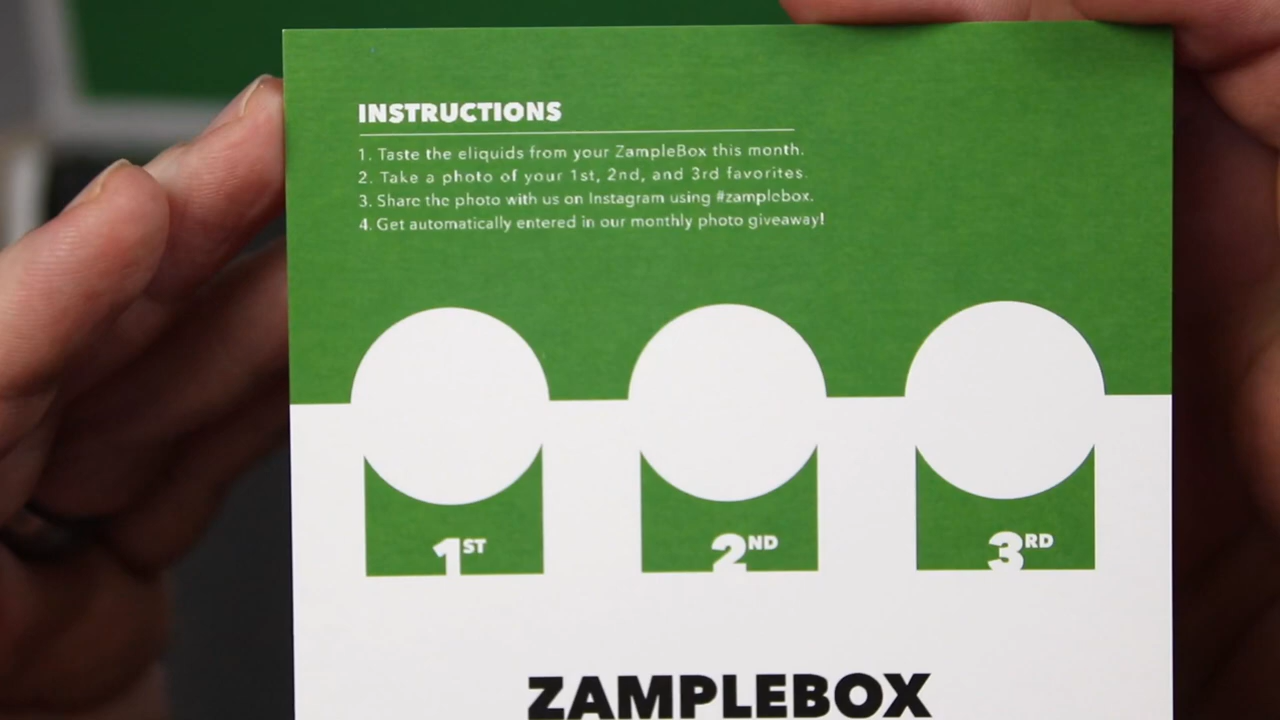 INSTRUCTIONS
1. Taste the eliquids from your ZampleBox this month.
2. Take a photo of your 1st, 2nd, and 3rd favorites.
3. Share the photo with us on Instagram using #zamplebox.
4. Get automatically entered in our monthly photo giveaway!
1ST 2ND 3RD
ZAMPLEBOX